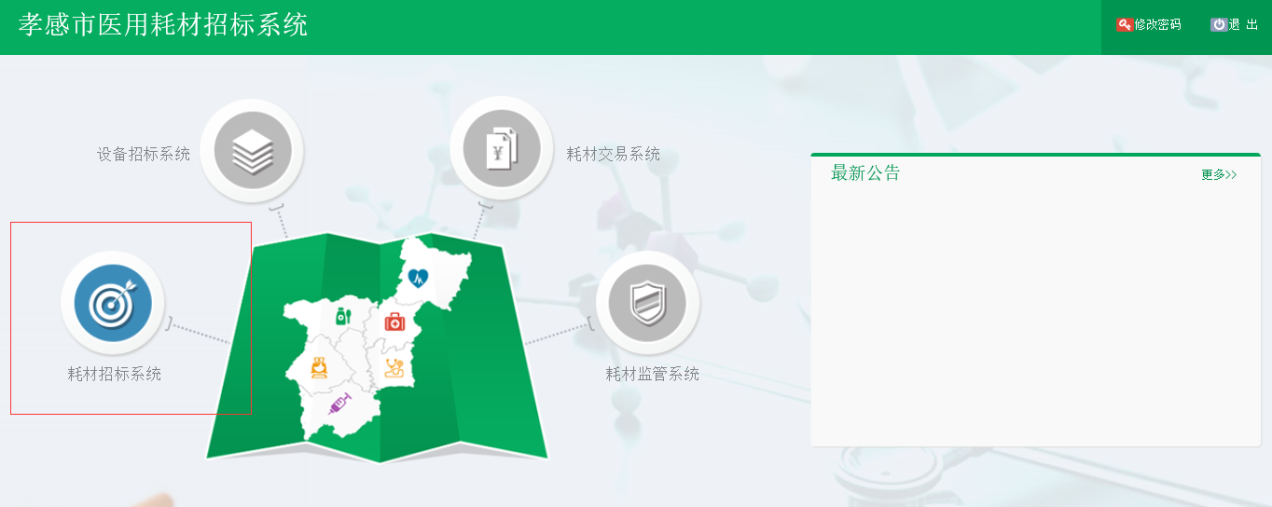 孝感市医用耗材招标系统
修改密码
退 出
设备招标系统
耗材交易系统
最新公告
更多>>
耗材招标系统
耗材监管系统